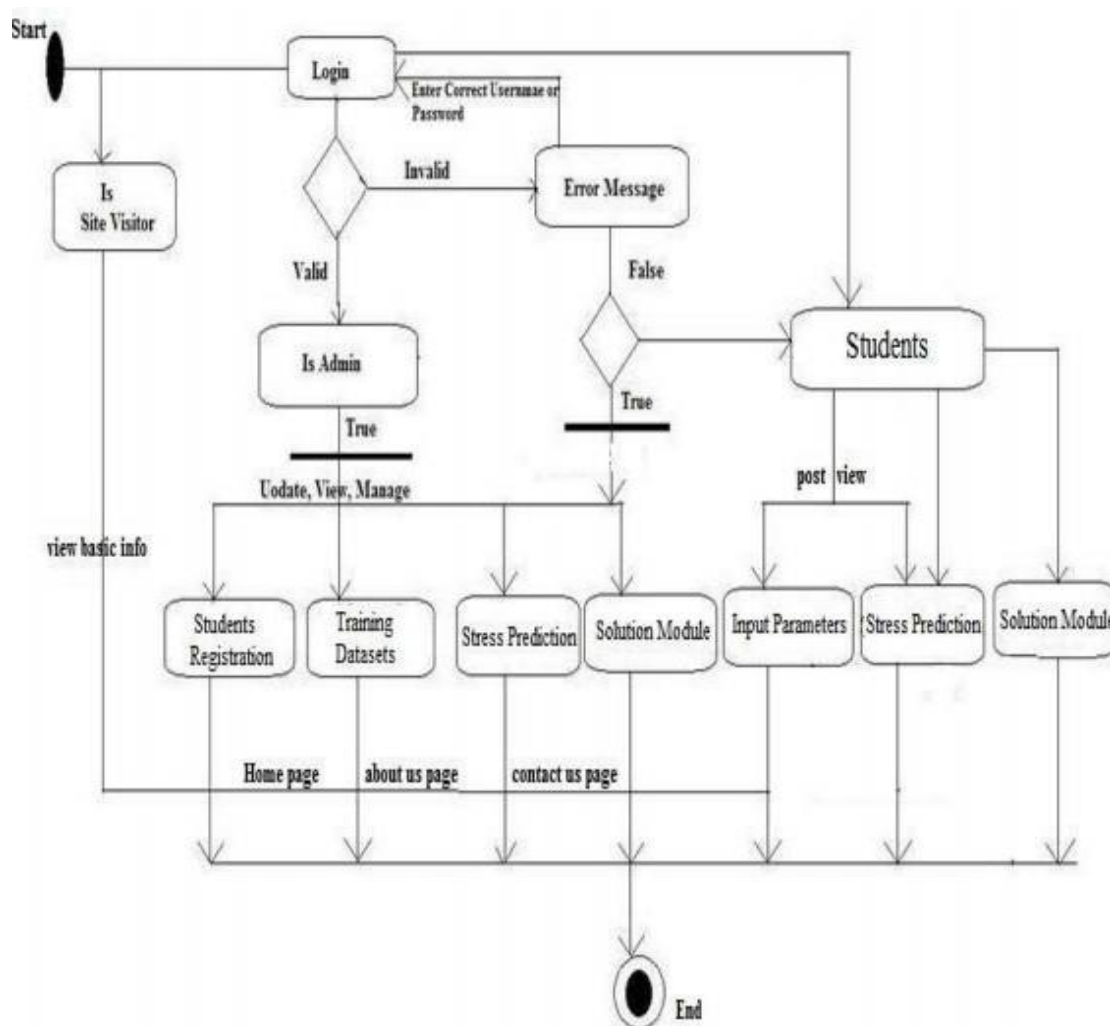 Start
Login
Enter Correct Usernmae or
Password
Is
Site Visitor
Invalid
Error Message
Valid
False
Students
Is Admin
True
True
Uodate, View, Manage
post view
view basic info
Students
Registration
Training
Datasets
Stress Prediction
Solution Module
Input Parameters
Stress Prediction
Solution Module
Home page
about us page
contact us page
End